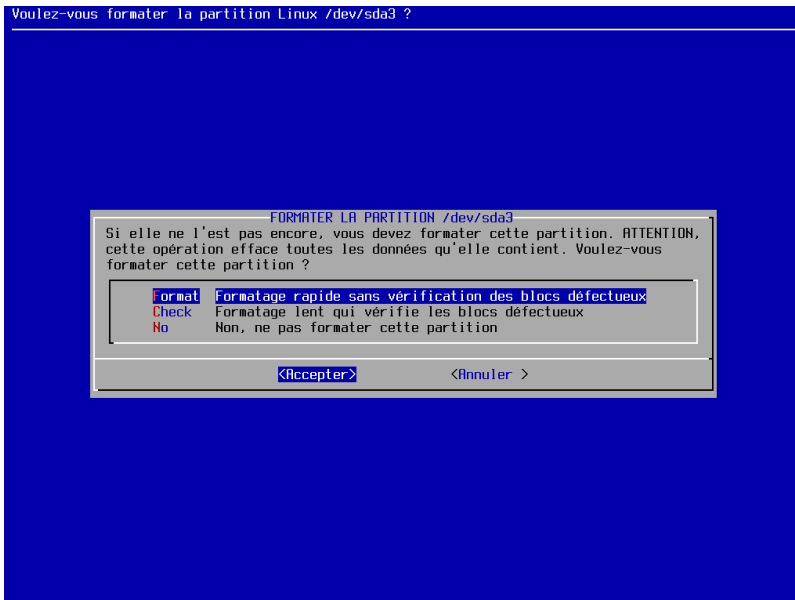 Voulez-vous formater la partition Linux /dev/sda3 ?
FORMATER LA PARTITION /dev/sda3
Si elle ne l'est pas encore, vous devez formater cette partition. ATTENTION,
cette opération efface toutes les données qu'elle contient. Voulez-vous
formater cette partition ?
Format Formatage rapide sans vérification des blocs défectueux
Check Formatage lent qui vérifie les blocs défectueux
No Non, ne pas formater cette partition
<Accepter> <Annuler >